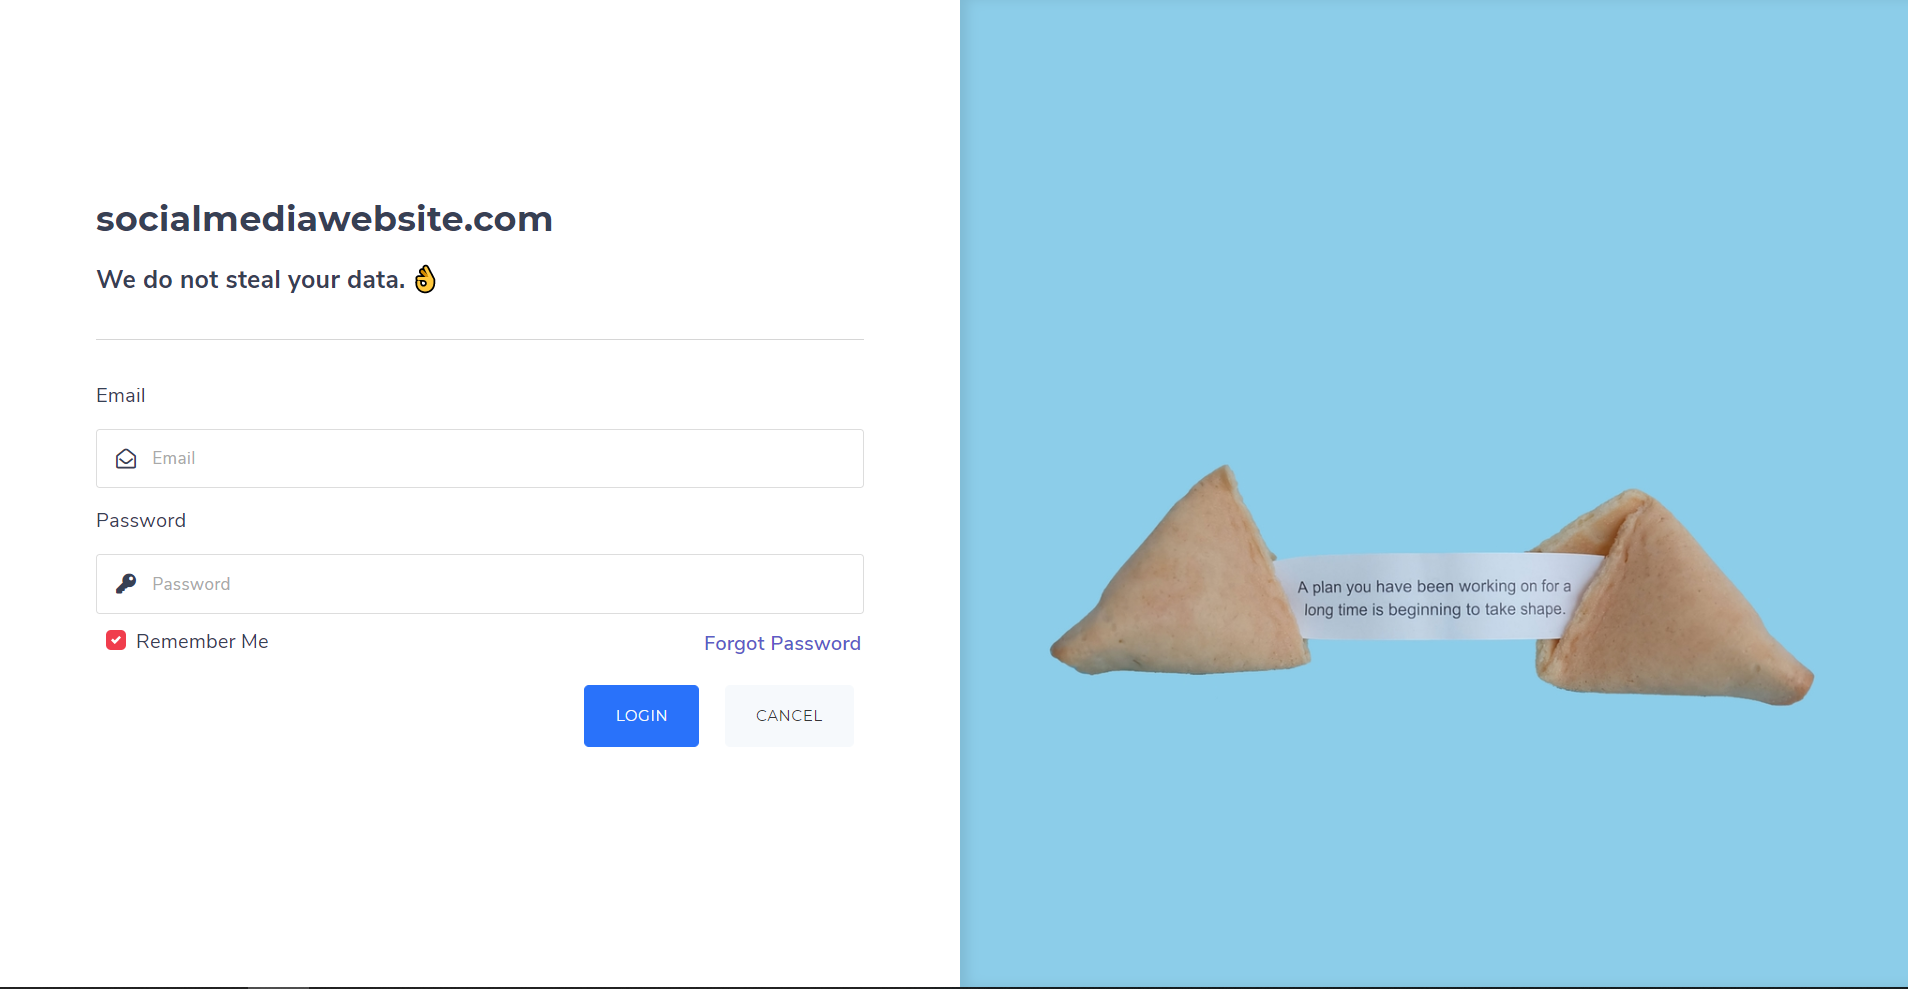 socialmediawebsite.com
We do not steal your data. 👌
Email
Email
Password
Password
Remember Me
Forgot Password
LOGIN
CANCEL
A plan you have been working on for a
long time is beginning to take shape.